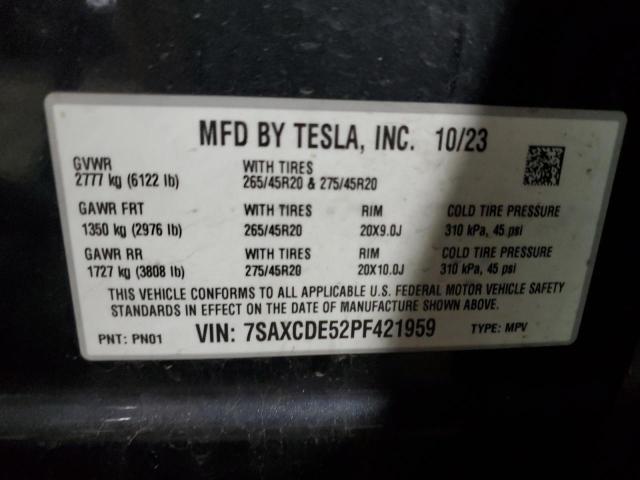 MFD BY TESLA, INC. 10/23
GVWR WITH TIRES
2777 kg (6122 lb) 265/45R20 & 275/45R20
GAWR FRT WITH TIRES RIM COLD TIRE PRESSURE
1350 kg (2976 lb) 265/45R20 20X9.0J 310 kPa, 45 psi
GAWR RR WITH TIRES RIM COLD TIRE PRESSURE
1727 kg (3808 lb) 275/45R20 20X10.0J 310 kPa, 45 psi
THIS VEHICLE CONFORMS TO ALL APPLICABLE U.S. FEDERAL MOTOR VEHICLE SAFETY
STANDARDS IN EFFECT ON THE DATE OF MANUFACTURE SHOWN ABOVE.
PNT: PN01 VIN: 7SAXCDE52PF421959 TYPE: MPV